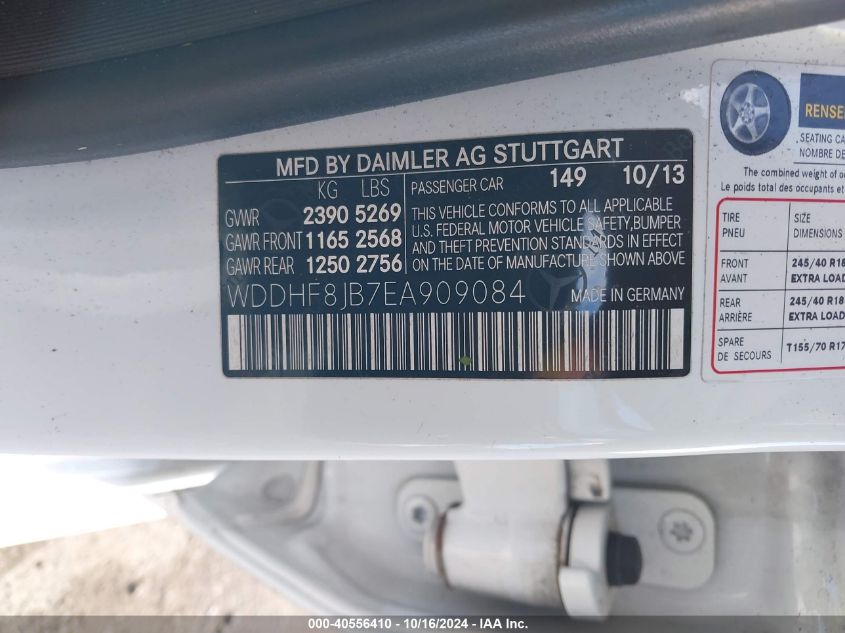 MFD BY DAIMLER AG STUTTGART
KG LBS
GVWR 2390 5269
GAWR FRONT 1165 2568
GAWR REAR 1250 2756
PASSENGER CAR 149 10/13
THIS VEHICLE CONFORMS TO ALL APPLICABLE
U.S. FEDERAL MOTOR VEHICLE SAFETY, BUMPER
AND THEFT PREVENTION STANDARDS IN EFFECT
ON THE DATE OF MANUFACTURE SHOWN ABOVE
WDDHF8JB7EA909084 MADE IN GERMANY
SEATING CA
NOMBRE DE
The combined weight of
Le poids total des occupants et
TIRE SIZE
PNEU DIMENSIONS
FRONT 245/40 R18
AVANT EXTRA LOAD
REAR 245/40 R18
ARRIÈRE EXTRA LOAD
SPARE T155/70 R17
DE SECOURS
000-40556410 - 10/16/2024 - IAA Inc.